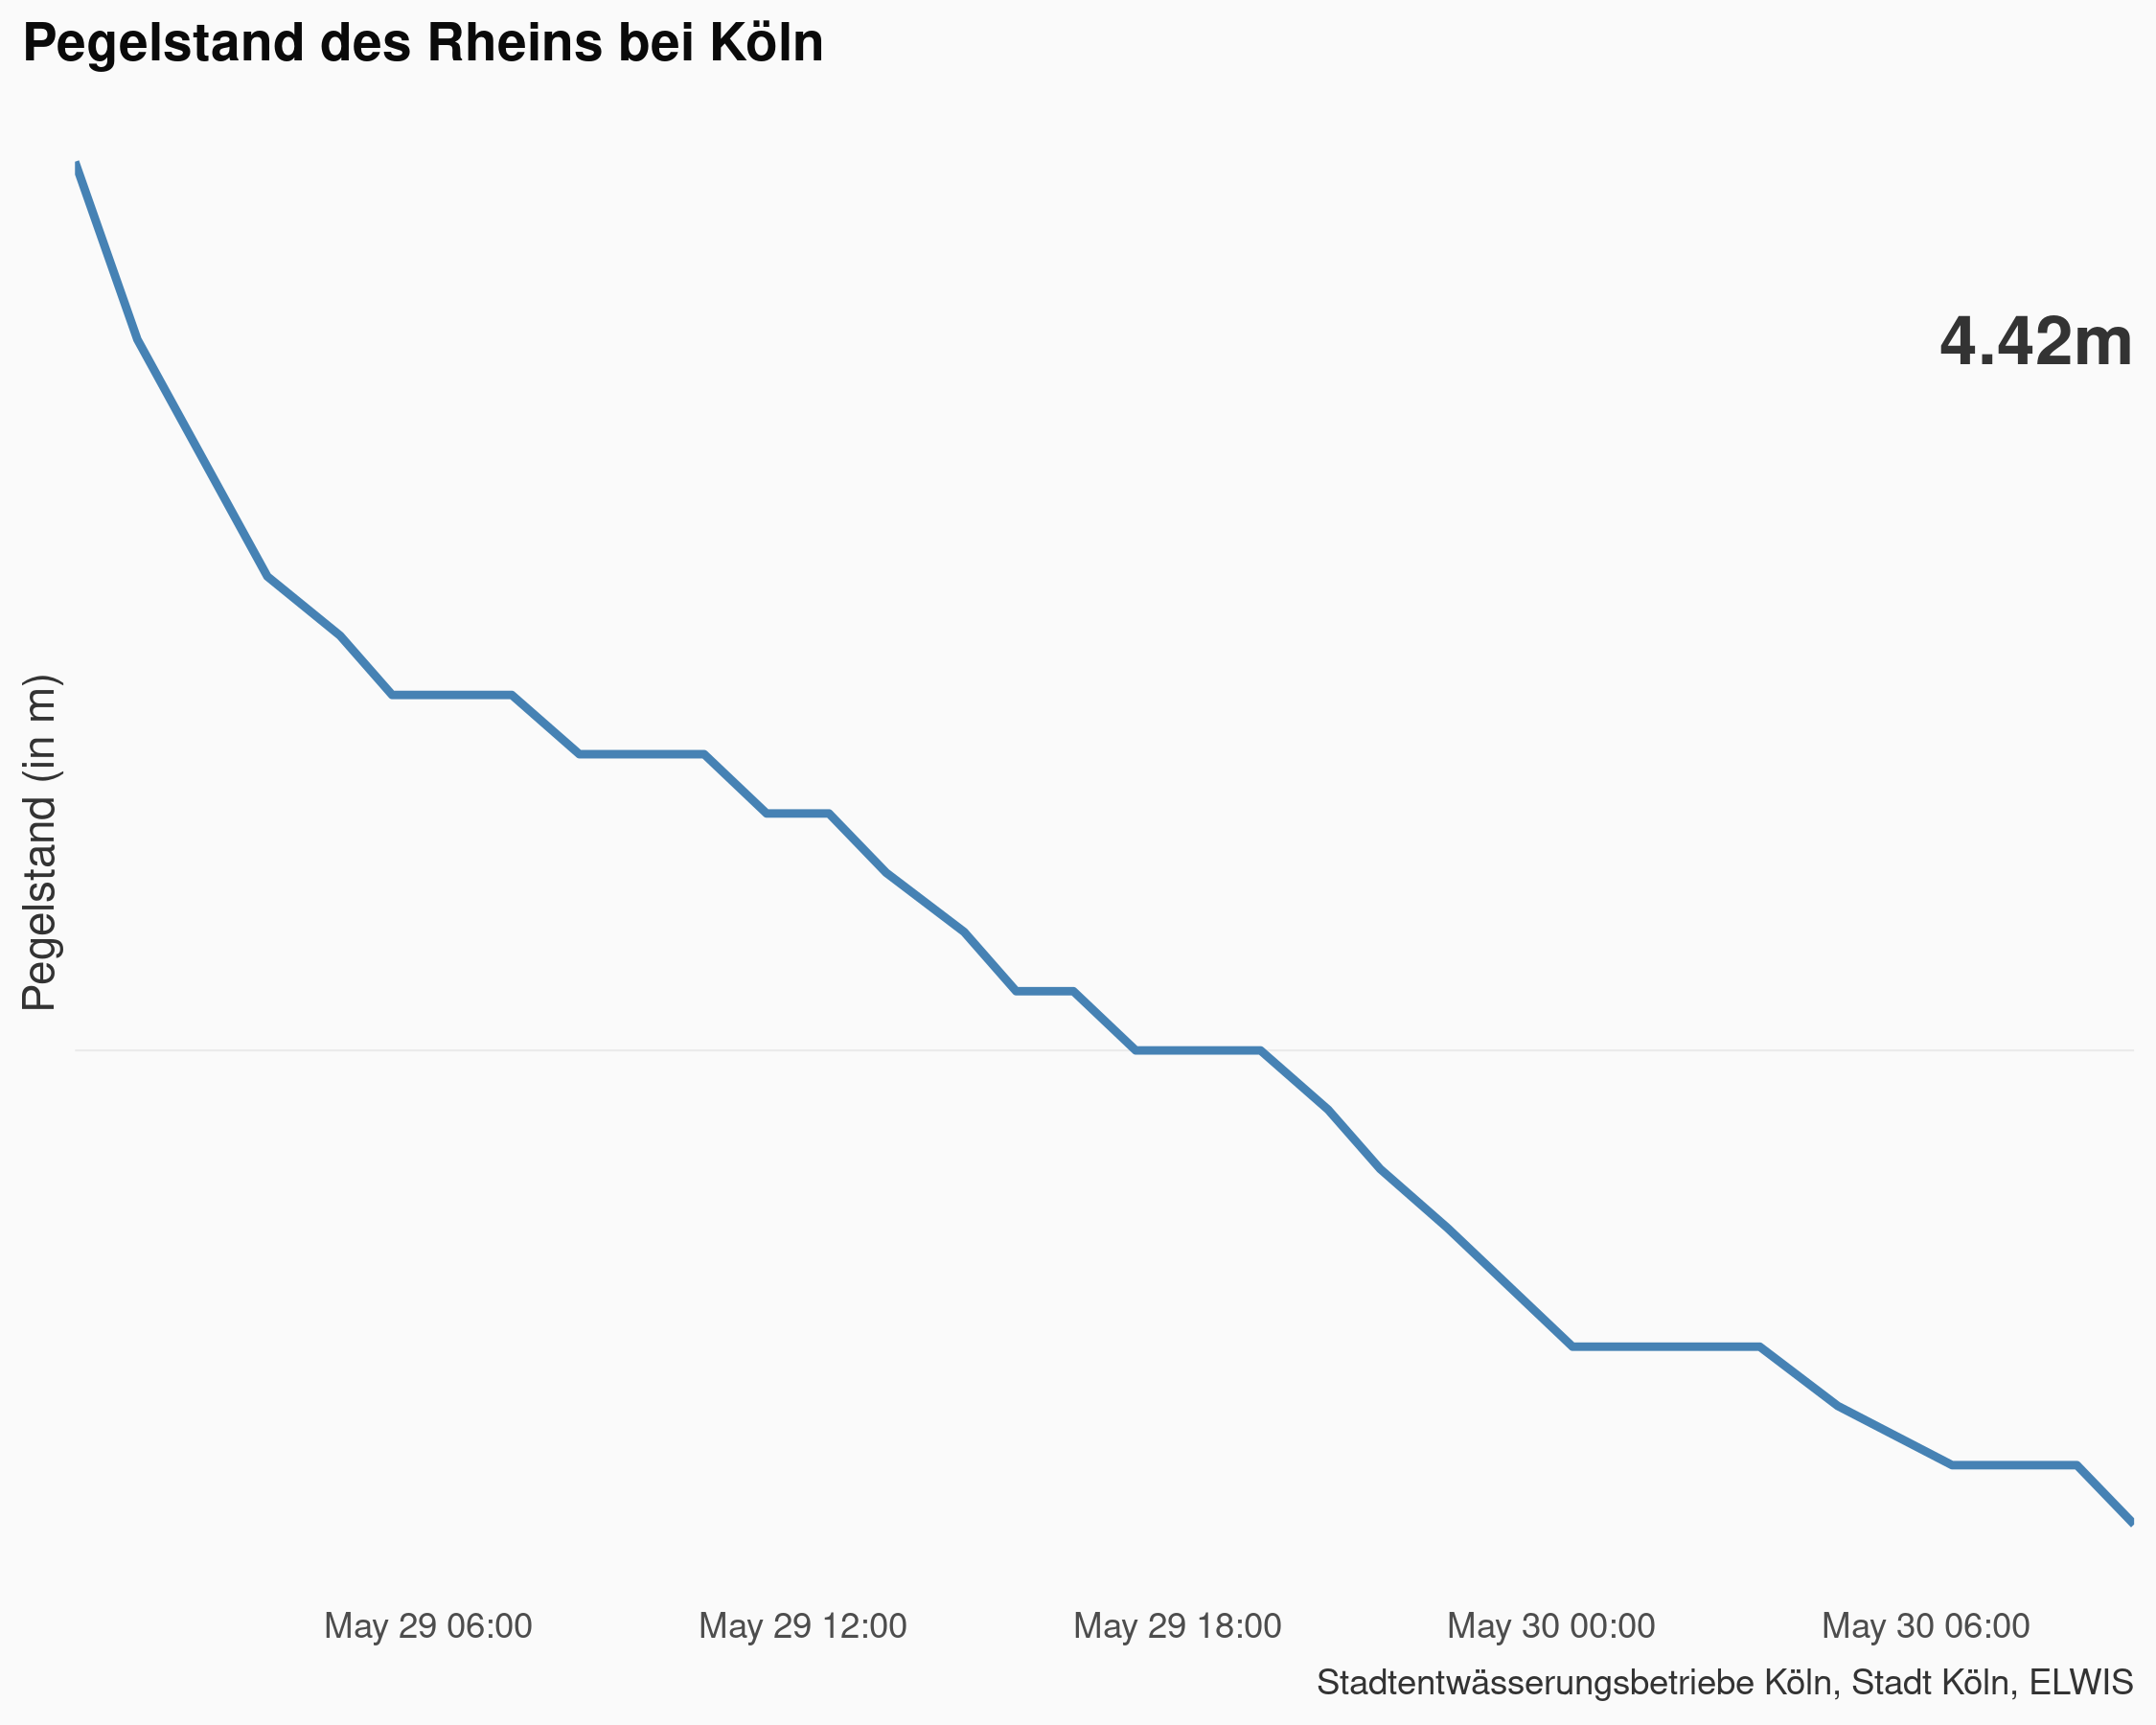 Pegelstand des Rheins bei Köln
4.42m
Pegelstand (in m)
May 29 06:00 May 29 12:00 May 29 18:00 May 30 00:00 May 30 06:00
Stadtentwässerungsbetriebe Köln, Stadt Köln, ELWIS